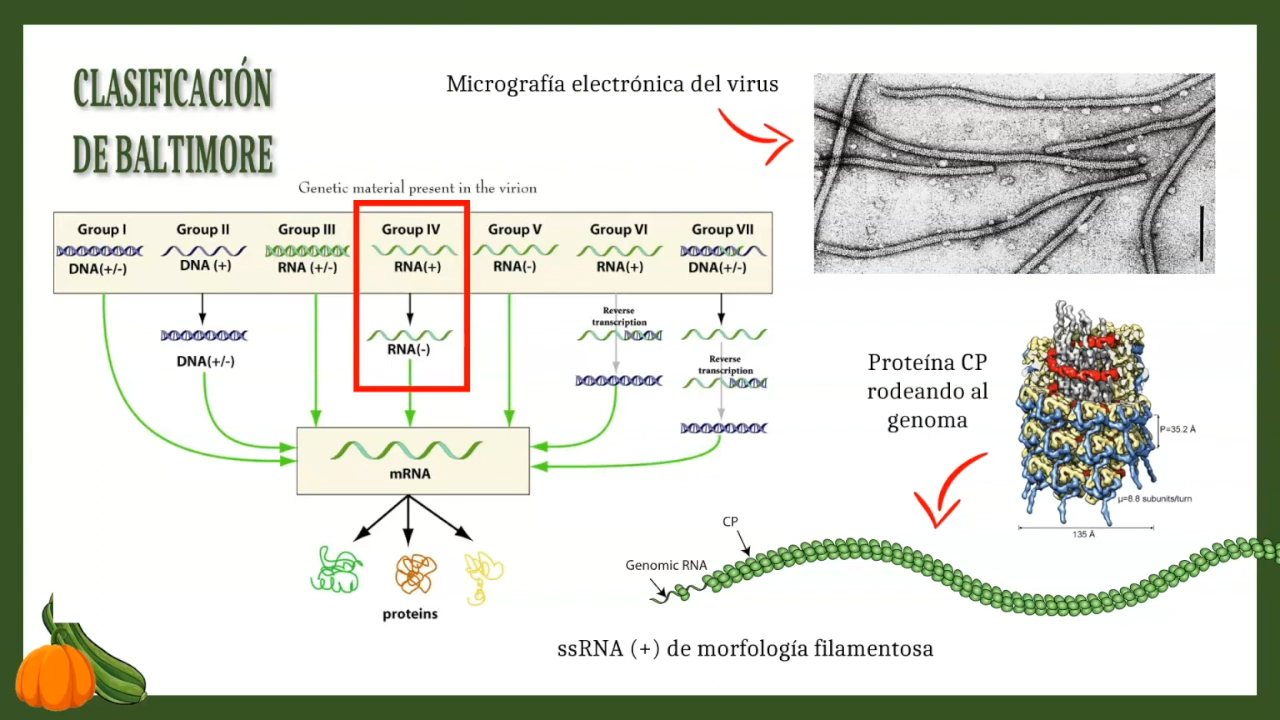 CLASIFICACIÓN
DE BALTIMORE
Micrografía electrónica del virus
Genetic material present in the virion
Group I
DNA(+/-)
Group II
DNA (+)
Group III
RNA (+/-)
Group IV
RNA(+)
Group V
RNA(-)
Group VI
RNA(+)
Group VII
DNA(+/-)
DNA(+/-)
RNA(-)
Reverse
transcription
Reverse
transcription
mRNA
proteins
Proteína CP
rodeando al
genoma
P=35.2 Å
μ=8.8 subunits/turn
135 Å
CP
Genomic RNA
ssRNA (+) de morfología filamentosa